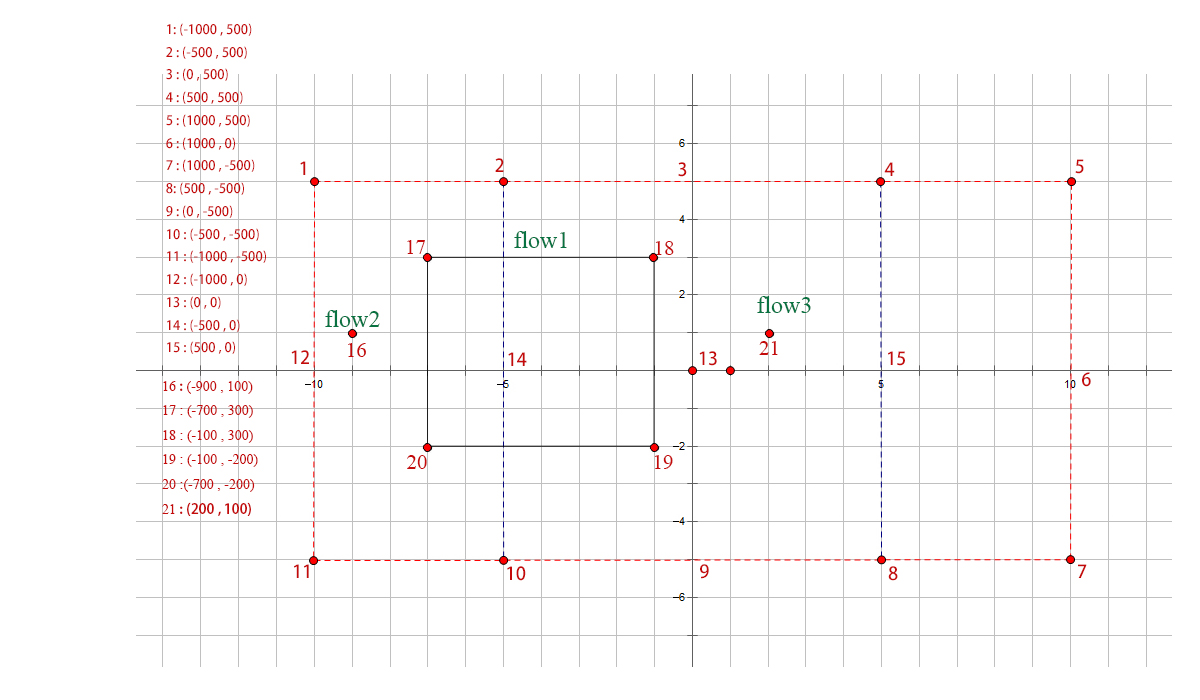 1: (-1000 , 500)
2 : (-500 , 500)
3 : (0 , 500)
4 : (500 , 500)
5 : (1000 , 500)
6 : (1000 , 0)
7 : (1000 , -500)
8: (500 , -500)
9 : (0 , -500)
10 : (-500 , -500)
11 : (-1000 , -500)
12 : (-1000 , 0)
13 : (0 , 0)
14 : (-500 , 0)
15 : (500 , 0)
16 : (-900 , 100)
17 : (-700 , 300)
18 : (-100 , 300)
19 : (-100 , -200)
20 :(-700 , -200)
21 : (200 , 100)
6
1 2 3 4 5
4
17 flow1 18
2
flow2 flow3
16 21
12 14 13 15
−10 −5 5 10 6
−2
20 19
−4
11 10 9 8 7
−6